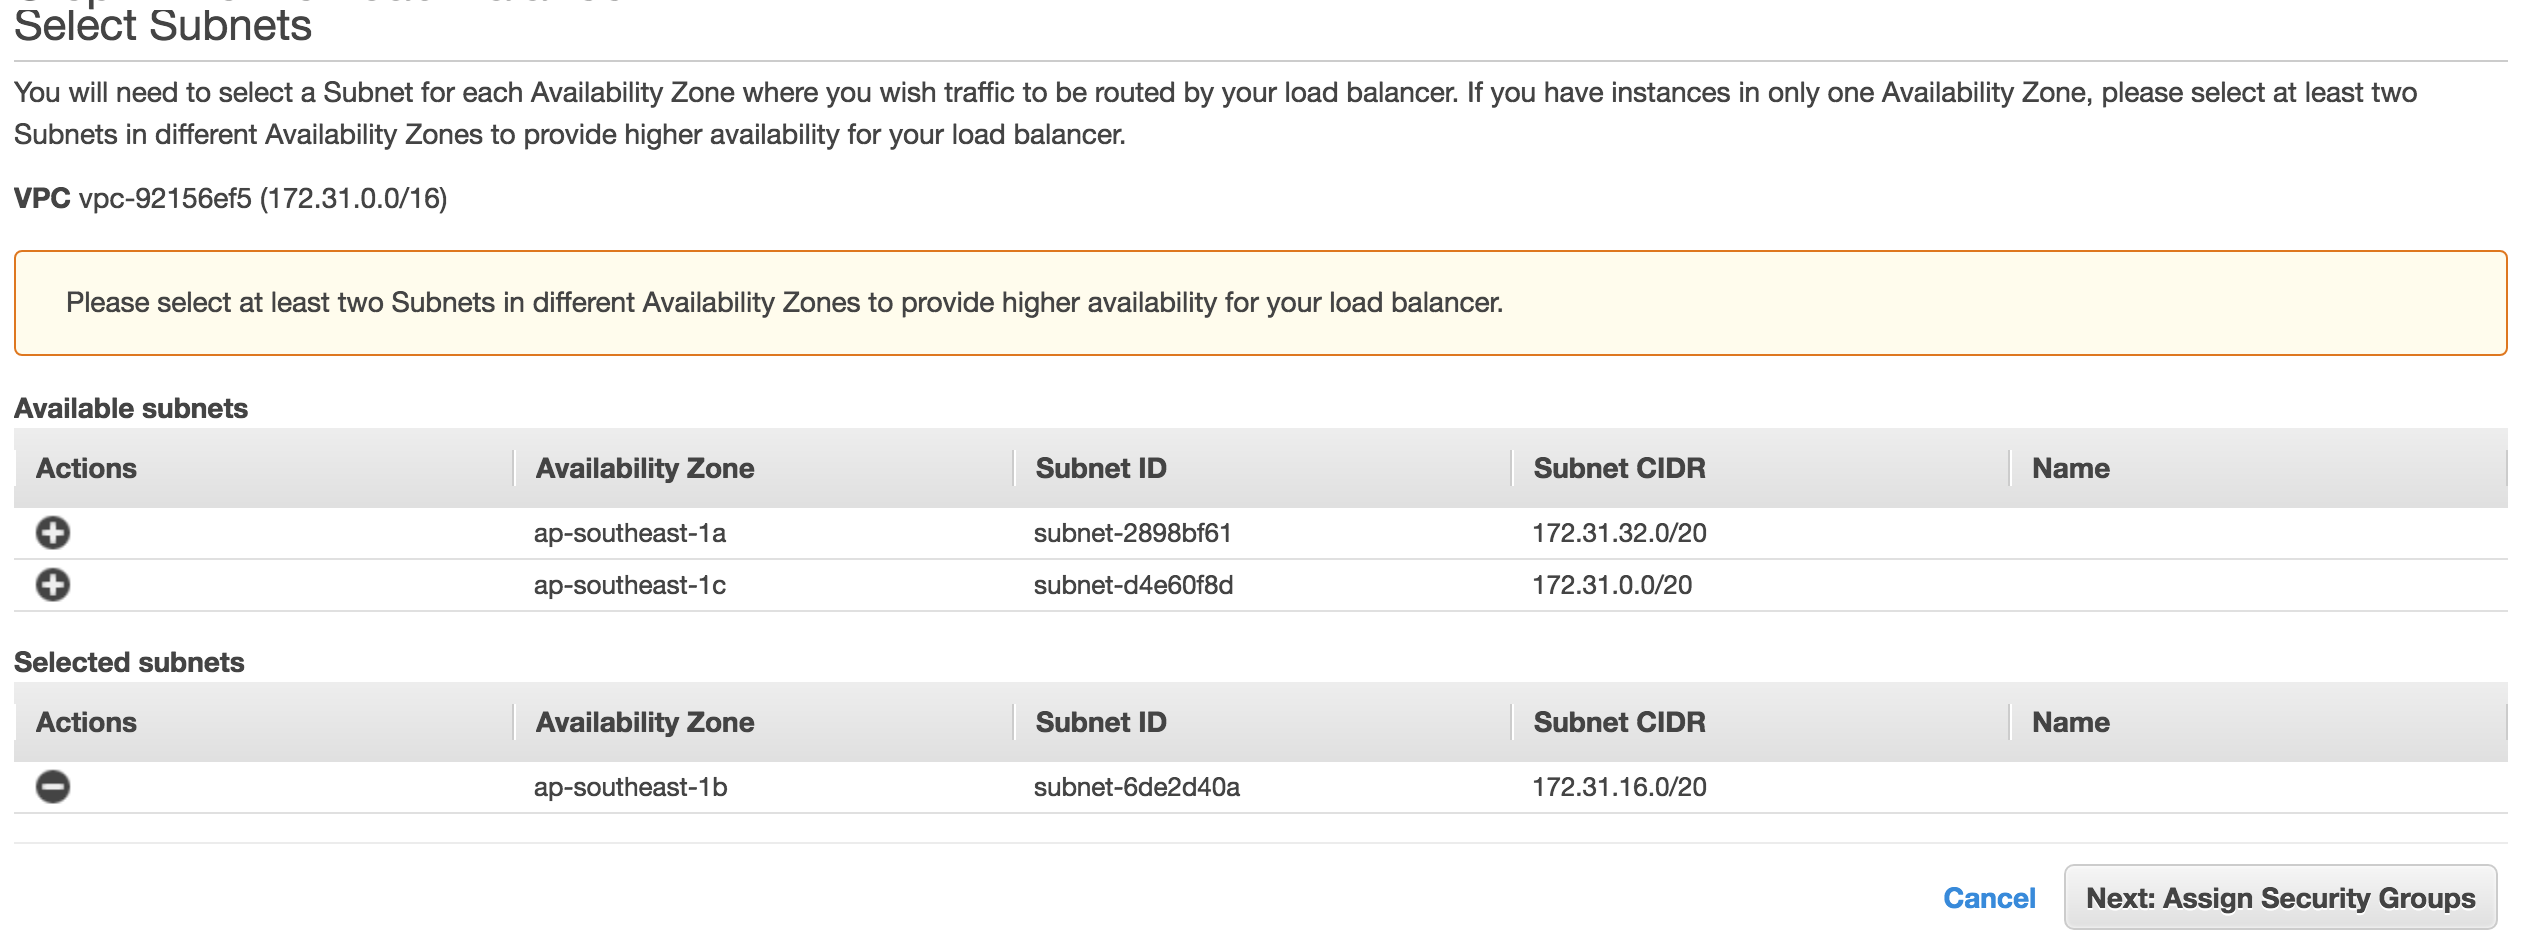 Select Subnets
You will need to select a Subnet for each Availability Zone where you wish traffic to be routed by your load balancer. If you have instances in only one Availability Zone, please select at least two
Subnets in different Availability Zones to provide higher availability for your load balancer.
VPC vpc-92156ef5 (172.31.0.0/16)
Please select at least two Subnets in different Availability Zones to provide higher availability for your load balancer.
Available subnets
Actions Availability Zone Subnet ID Subnet CIDR Name
ap-southeast-1a subnet-2898bf61 172.31.32.0/20
ap-southeast-1c subnet-d4e60f8d 172.31.0.0/20
Selected subnets
Actions Availability Zone Subnet ID Subnet CIDR Name
ap-southeast-1b subnet-6de2d40a 172.31.16.0/20
Cancel Next: Assign Security Groups